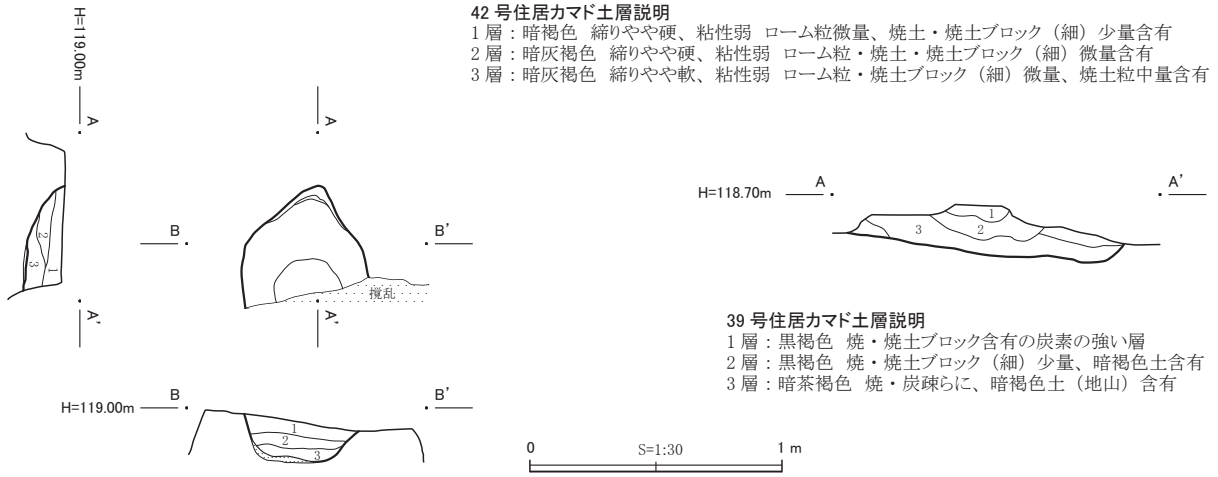 42号住居カマド土層説明
1層：暗褐色 締りやや硬、粘性弱 ローム粒微量、焼土・焼土ブロック（細）少量含有
2層：暗灰褐色 締りやや硬、粘性弱 ローム粒・焼土・焼土ブロック（細）微量含有
3層：暗灰褐色 締りやや軟、粘性弱 ローム粒・焼土ブロック（細）微量、焼土粒中量含有
H=119.00m
A
A
1
2
3
A'
B
B'
撹乱
A'
H=118.70m
A
A'
1
2
3
39号住居カマド土層説明
1層：黒褐色 焼・焼土ブロック含有の炭素の強い層
2層：黒褐色 焼・焼土ブロック（細）少量、暗褐色土含有
3層：暗茶褐色 焼・炭疎らに、暗褐色土（地山）含有
H=119.00m
B
B'
1
2
3
0
S=1:30
1 m